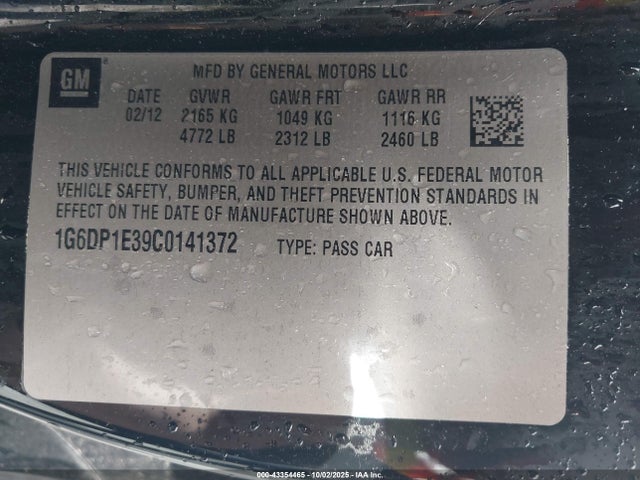 GM
MFD BY GENERAL MOTORS LLC
DATE GVWR GAWR FRT GAWR RR
02/12 2165 KG 1049 KG 1116 KG
4772 LB 2312 LB 2460 LB
THIS VEHICLE CONFORMS TO ALL APPLICABLE U.S. FEDERAL MOTOR
VEHICLE SAFETY, BUMPER, AND THEFT PREVENTION STANDARDS IN
EFFECT ON THE DATE OF MANUFACTURE SHOWN ABOVE.
1G6DP1E39C0141372 TYPE: PASS CAR
000-43354465 - 10/02/2025 - IAAI.COM